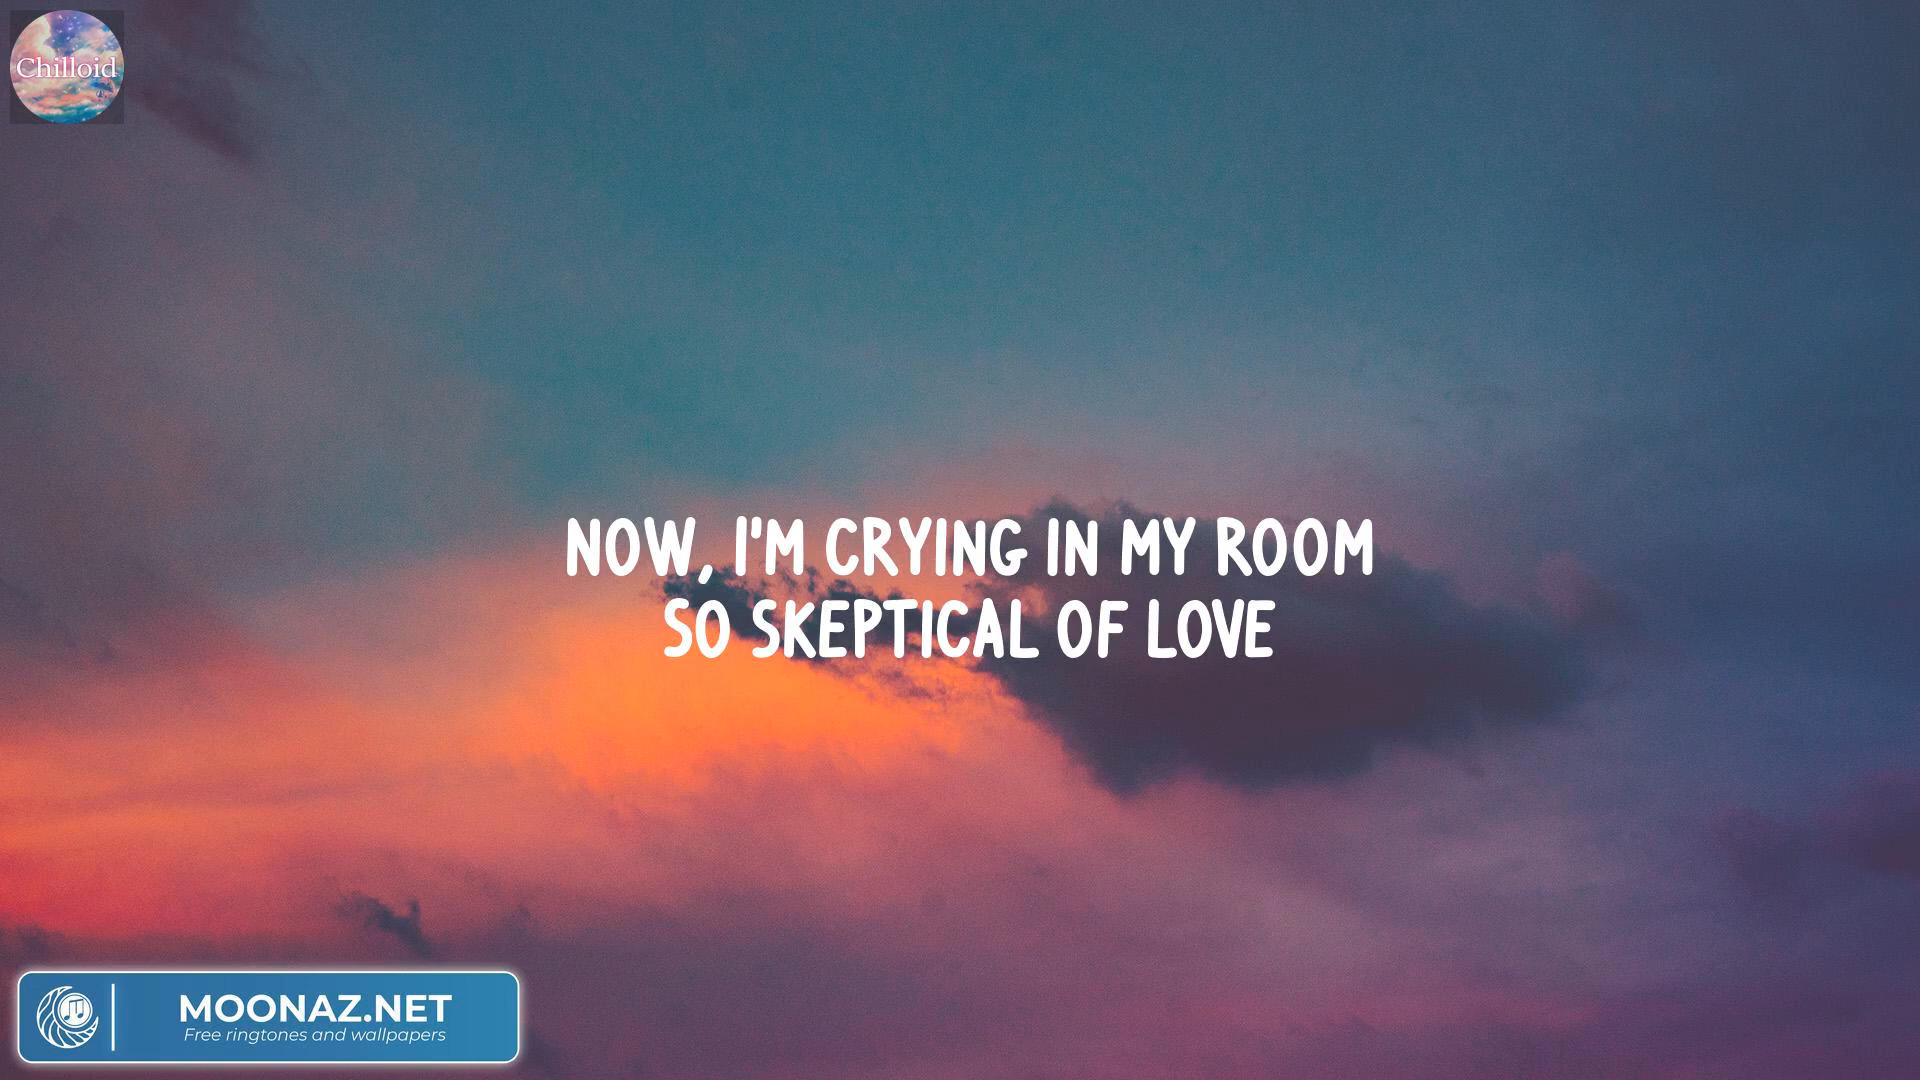 Chilloid
NOW, I'M CRYING IN MY ROOM
SO SKEPTICAL OF LOVE
MOONAZ.NET
Free ringtones and wallpapers